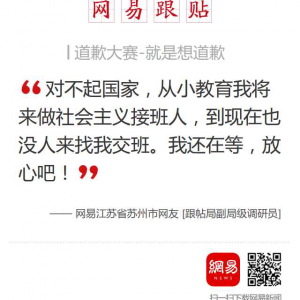 网易跟贴
道歉大赛-就是想道歉
“对不起国家，从小教育我将
来做社会主义接班人，到现在也
没人来找我交班。我还在等，放
心吧！”
—— 网易江苏省苏州市网友 [跟帖局副局级调研员]
網易
NEWS
扫一扫下载网易新闻